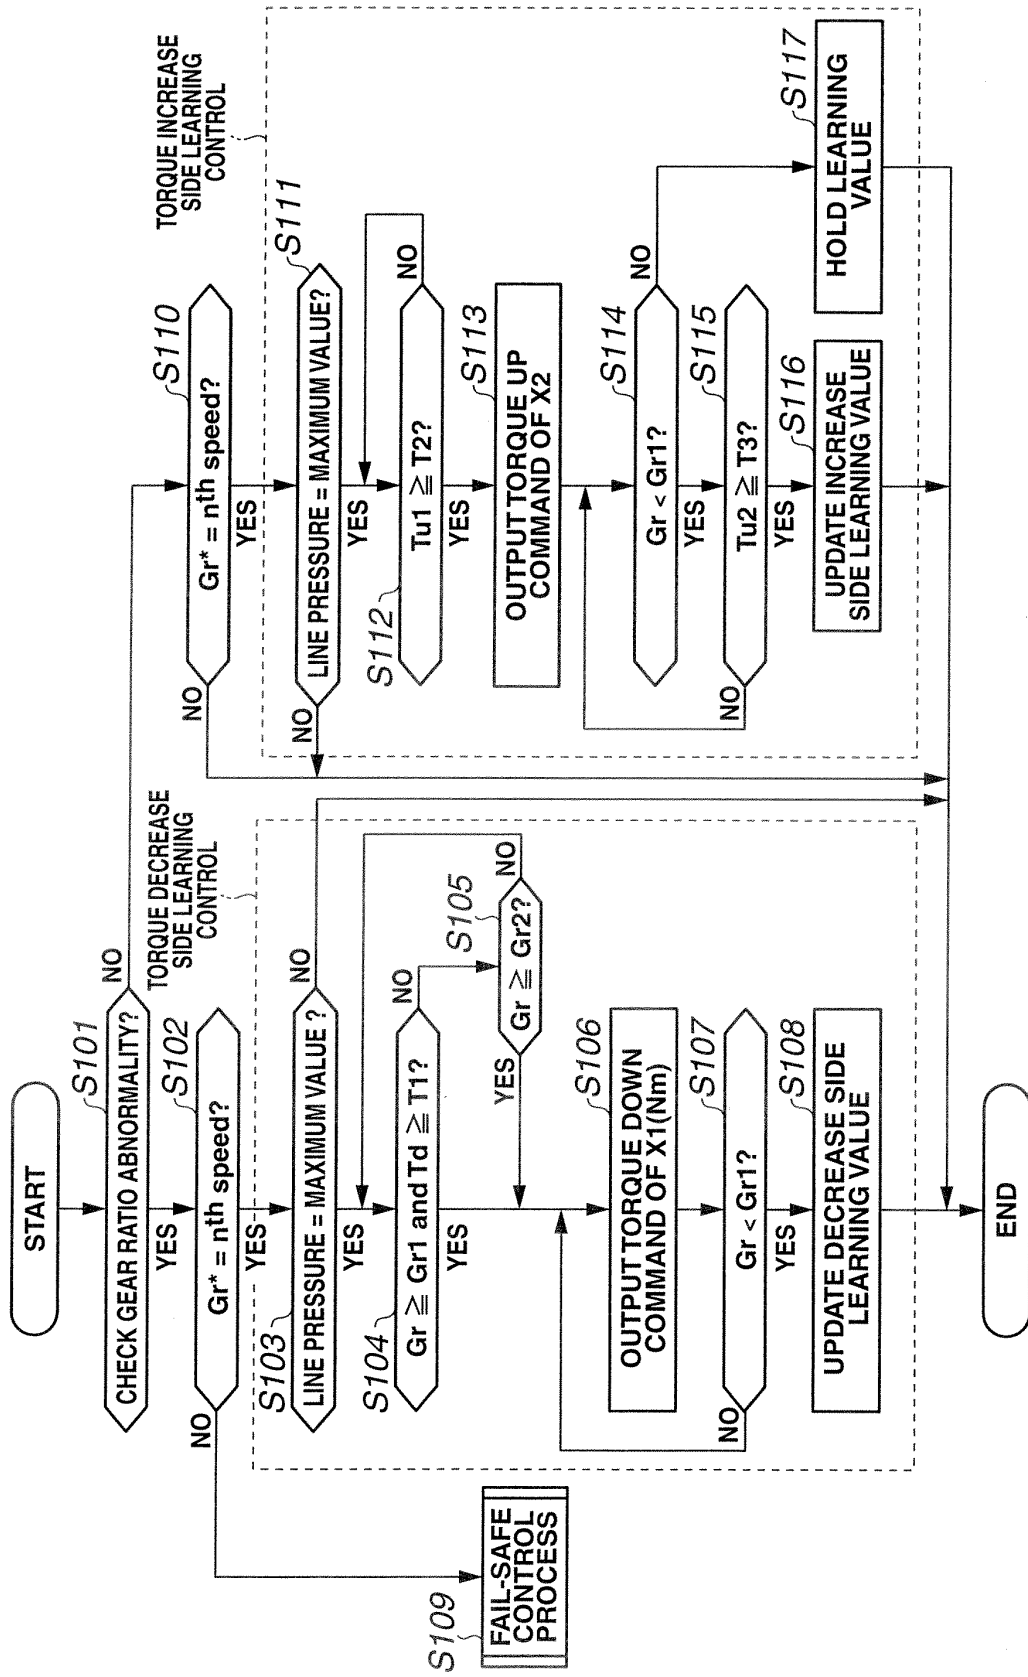 START
S101
CHECK GEAR RATIO ABNORMALITY?
NO
YES
S102
Gr* = nth speed?
NO
YES
TORQUE DECREASE
SIDE LEARNING
CONTROL
S103
LINE PRESSURE = MAXIMUM VALUE ?
NO
YES
S104
Gr ≧ Gr1 and Td ≧ T1?
NO
YES
S105
Gr ≧ Gr2?
NO
YES
S106
OUTPUT TORQUE DOWN
COMMAND OF X1(Nm)
S107
Gr < Gr1?
NO
YES
S108
UPDATE DECREASE SIDE
LEARNING VALUE
S109
FAIL-SAFE
CONTROL
PROCESS
END
TORQUE INCREASE
SIDE LEARNING
CONTROL
S110
Gr* = nth speed?
NO
YES
S111
LINE PRESSURE = MAXIMUM VALUE?
NO
YES
S112
Tu1 ≧ T2?
NO
YES
S113
OUTPUT TORQUE UP
COMMAND OF X2
S114
Gr < Gr1?
NO
YES
S115
Tu2 ≧ T3?
NO
YES
S116
UPDATE INCREASE
SIDE LEARNING VALUE
S117
HOLD LEARNING
VALUE